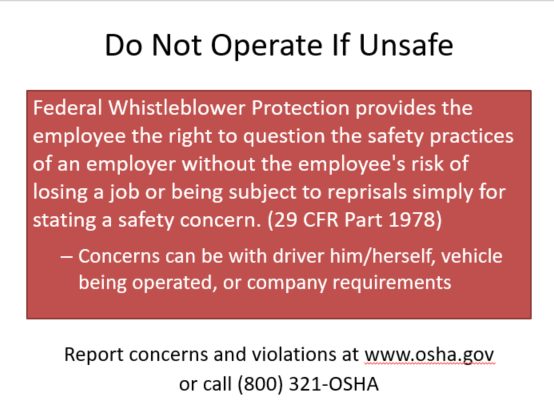 Do Not Operate If Unsafe
Federal Whistleblower Protection provides the
employee the right to question the safety practices
of an employer without the employee's risk of
losing a job or being subject to reprisals simply for
stating a safety concern. (29 CFR Part 1978)
– Concerns can be with driver him/herself, vehicle
being operated, or company requirements
Report concerns and violations at www.osha.gov
or call (800) 321-OSHA